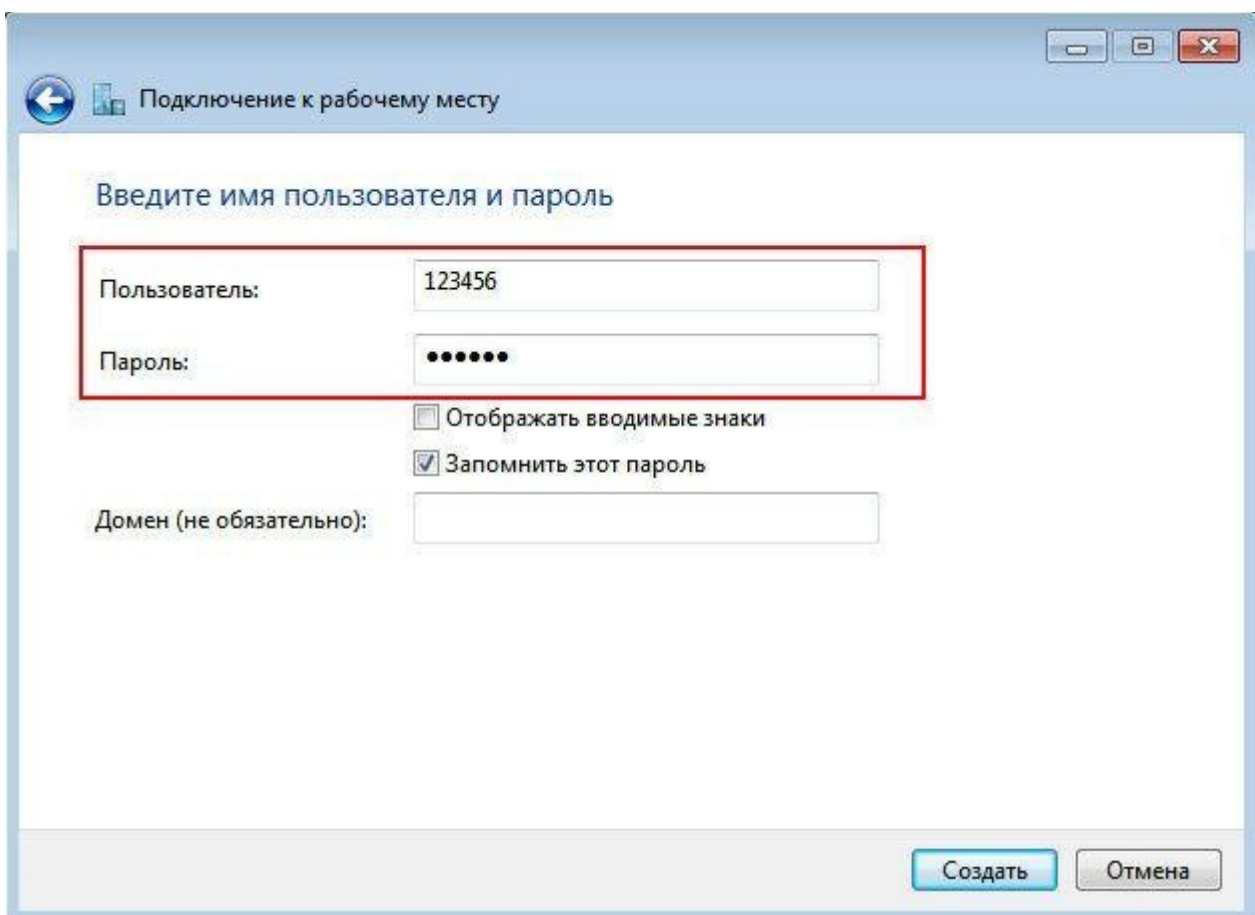 Подключение к рабочему месту
Введите имя пользователя и пароль
Пользователь: 123456
Пароль: ••••••
Отображать вводимые знаки
Запомнить этот пароль
Домен (не обязательно):
Создать Отмена